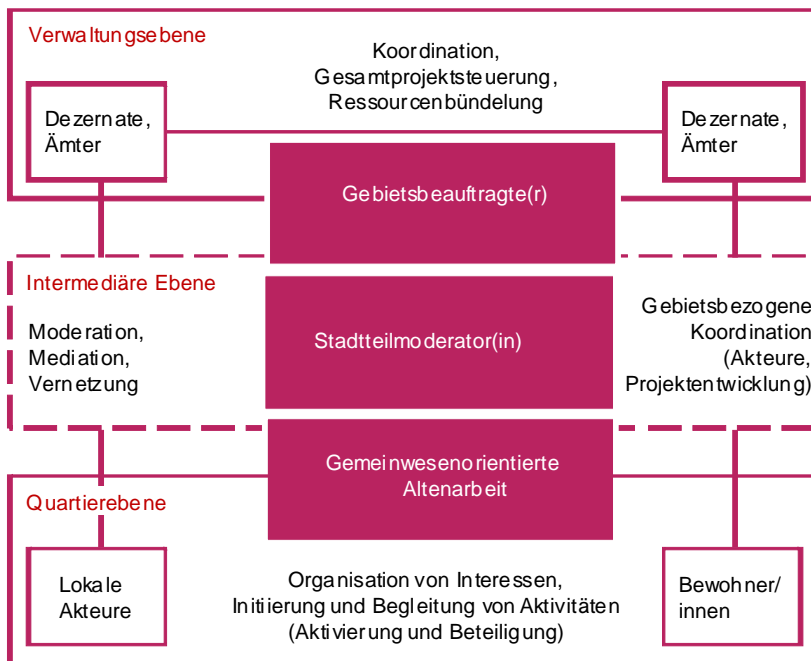 Verwaltungsebene
Koordination,
Gesamtprojektsteuerung,
Ressourcenbündelung
Dezernate,
Ämter
Dezernate,
Ämter
Gebietsbeauftragte(r)
Intermediäre Ebene
Moderation,
Mediation,
Vernetzung
Stadtteilmoderator(in)
Gebietsbezogene
Koordination
(Akteure,
Projektentwicklung)
Gemeinwesenorientierte
Altenarbeit
Quartierebene
Lokale
Akteure
Organisation von Interessen,
Initiierung und Begleitung von Aktivitäten
(Aktivierung und Beteiligung)
Bewohner/
innen